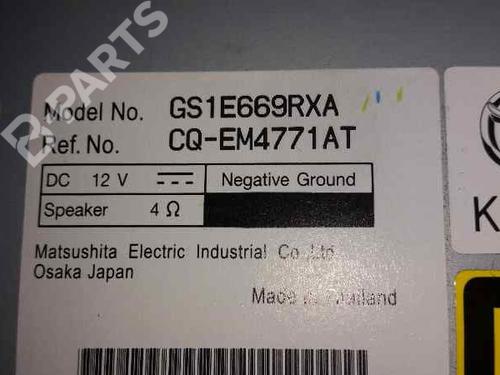 B-PARTS
Model No. GS1E669RXA
Ref. No. CQ-EM4771AT
DC 12 V Negative Ground
Speaker 4 Ω
Matsushita Electric Industrial Co., Ltd.
Osaka Japan
Made in Thailand
K